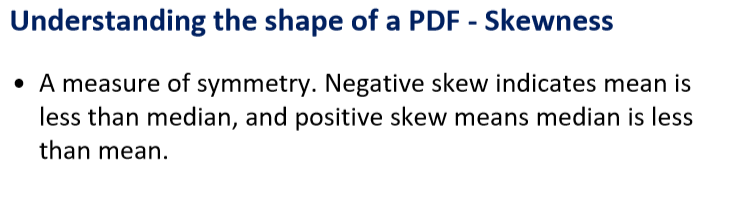 Understanding the shape of a PDF - Skewness
• A measure of symmetry. Negative skew indicates mean is
less than median, and positive skew means median is less
than mean.